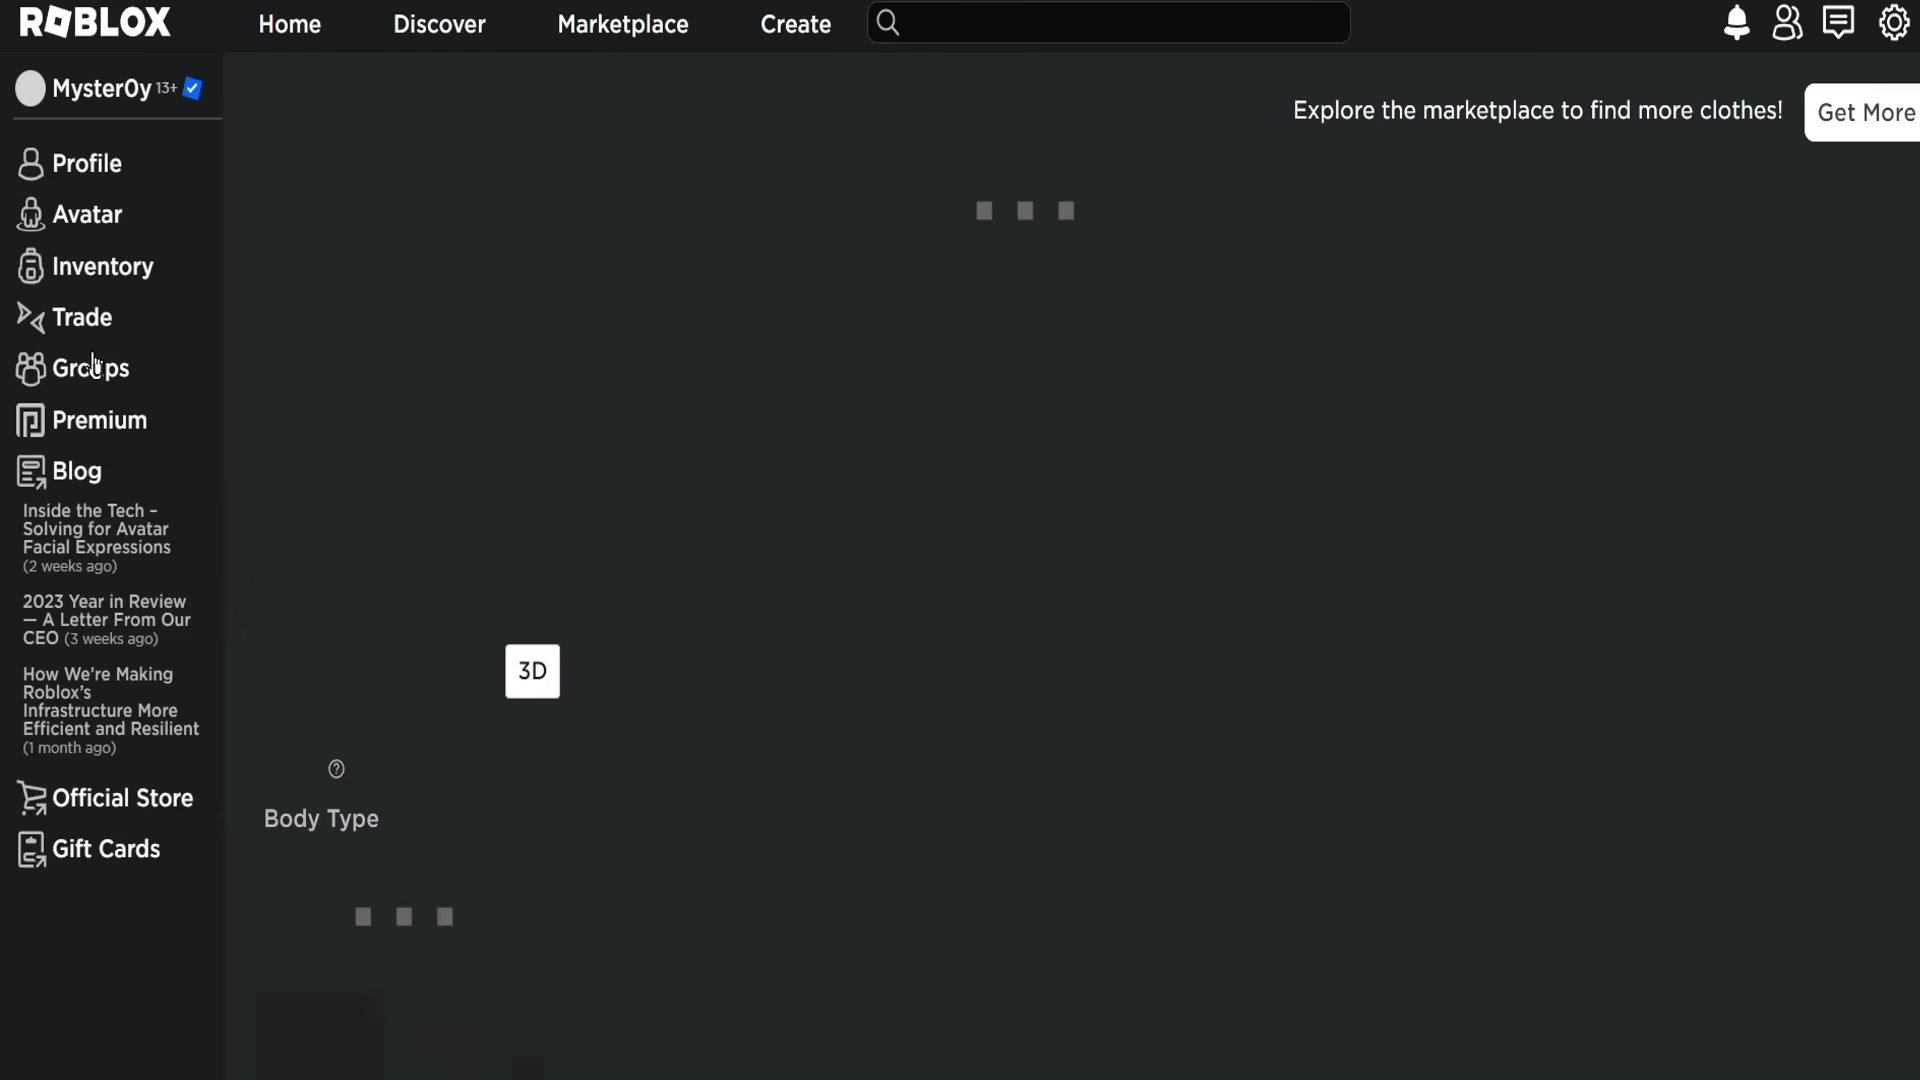 ROBLOX
Home
Discover
Marketplace
Create
Myster0y 13+
Profile
Avatar
Inventory
Trade
Groups
Premium
Blog
Inside the Tech –
Solving for Avatar
Facial Expressions
(2 weeks ago)
2023 Year in Review
— A Letter From Our
CEO (3 weeks ago)
How We’re Making
Roblox’s
Infrastructure More
Efficient and Resilient
(1 month ago)
Official Store
Gift Cards
Explore the marketplace to find more clothes!
Get More
3D
Body Type